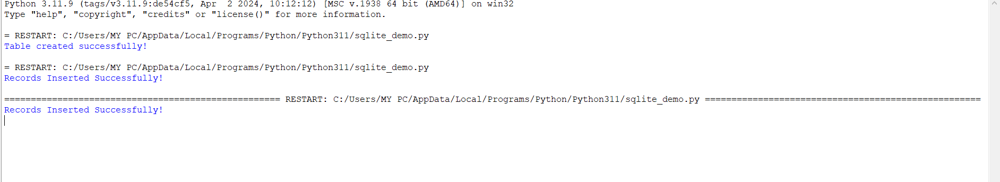 Python 3.11.9 (tags/v3.11.9:de54cf5, Apr  2 2024, 10:12:12) [MSC v.1938 64 bit (AMD64)] on win32
Type "help", "copyright", "credits" or "license()" for more information.
= RESTART: C:/Users/MY PC/AppData/Local/Programs/Python/Python311/sqlite_demo.py
Table created successfully!
= RESTART: C:/Users/MY PC/AppData/Local/Programs/Python/Python311/sqlite_demo.py
Records Inserted Successfully!
==================================================== RESTART: C:/Users/MY PC/AppData/Local/Programs/Python/Python311/sqlite_demo.py ====================================================
Records Inserted Successfully!